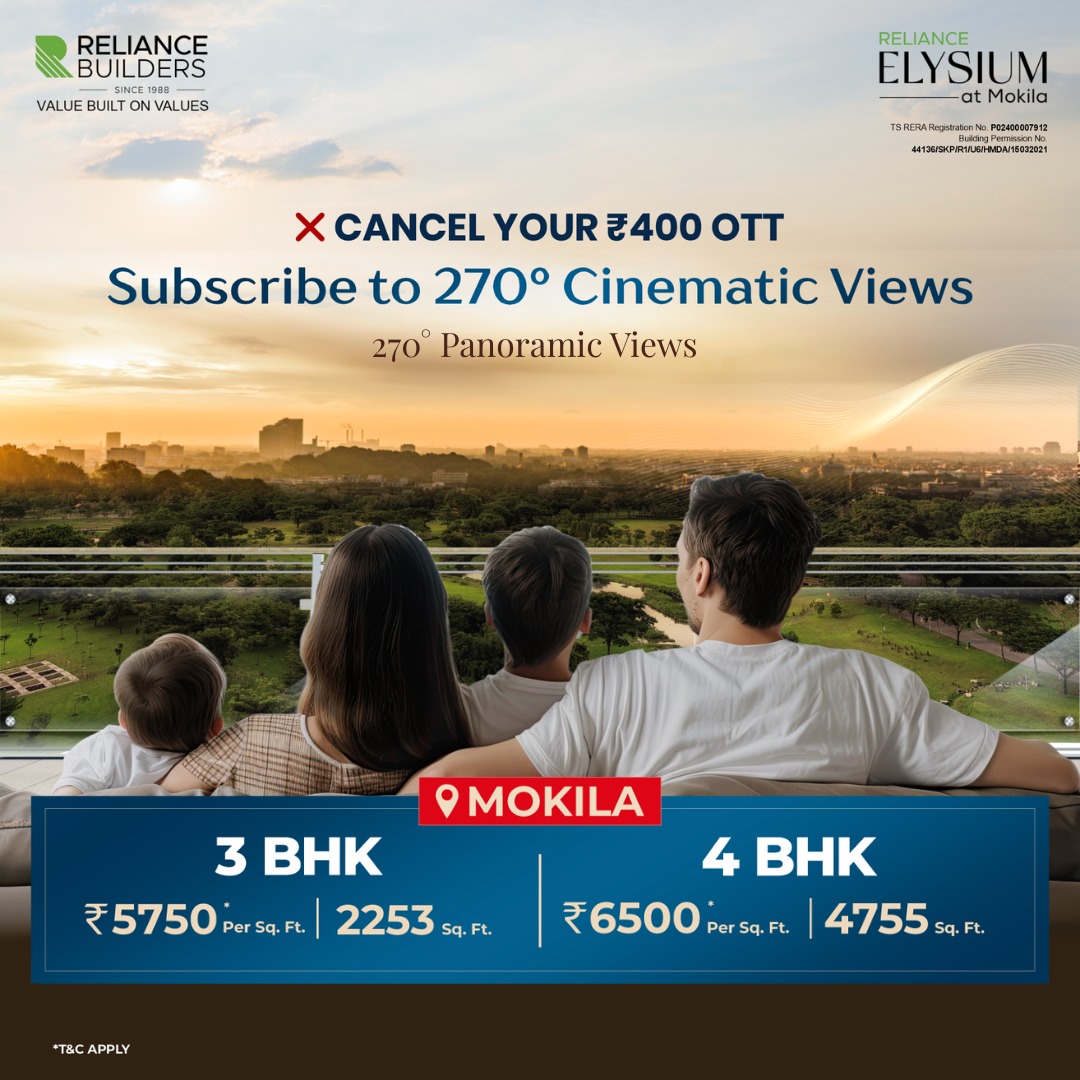 RELIANCE
BUILDERS
SINCE 1988
VALUE BUILT ON VALUES
RELIANCE
ELYSIUM
at Mokila
TS RERA Registration No. P02400007912
Building Permission No.
44136/SKP/R1/U6/HMDA/15032021
❌ CANCEL YOUR ₹400 OTT
Subscribe to 270° Cinematic Views
270° Panoramic Views
MOKILA
3 BHK
₹5750* Per Sq. Ft. | 2253 Sq. Ft.
4 BHK
₹6500* Per Sq. Ft. | 4755 Sq. Ft.
*T&C APPLY